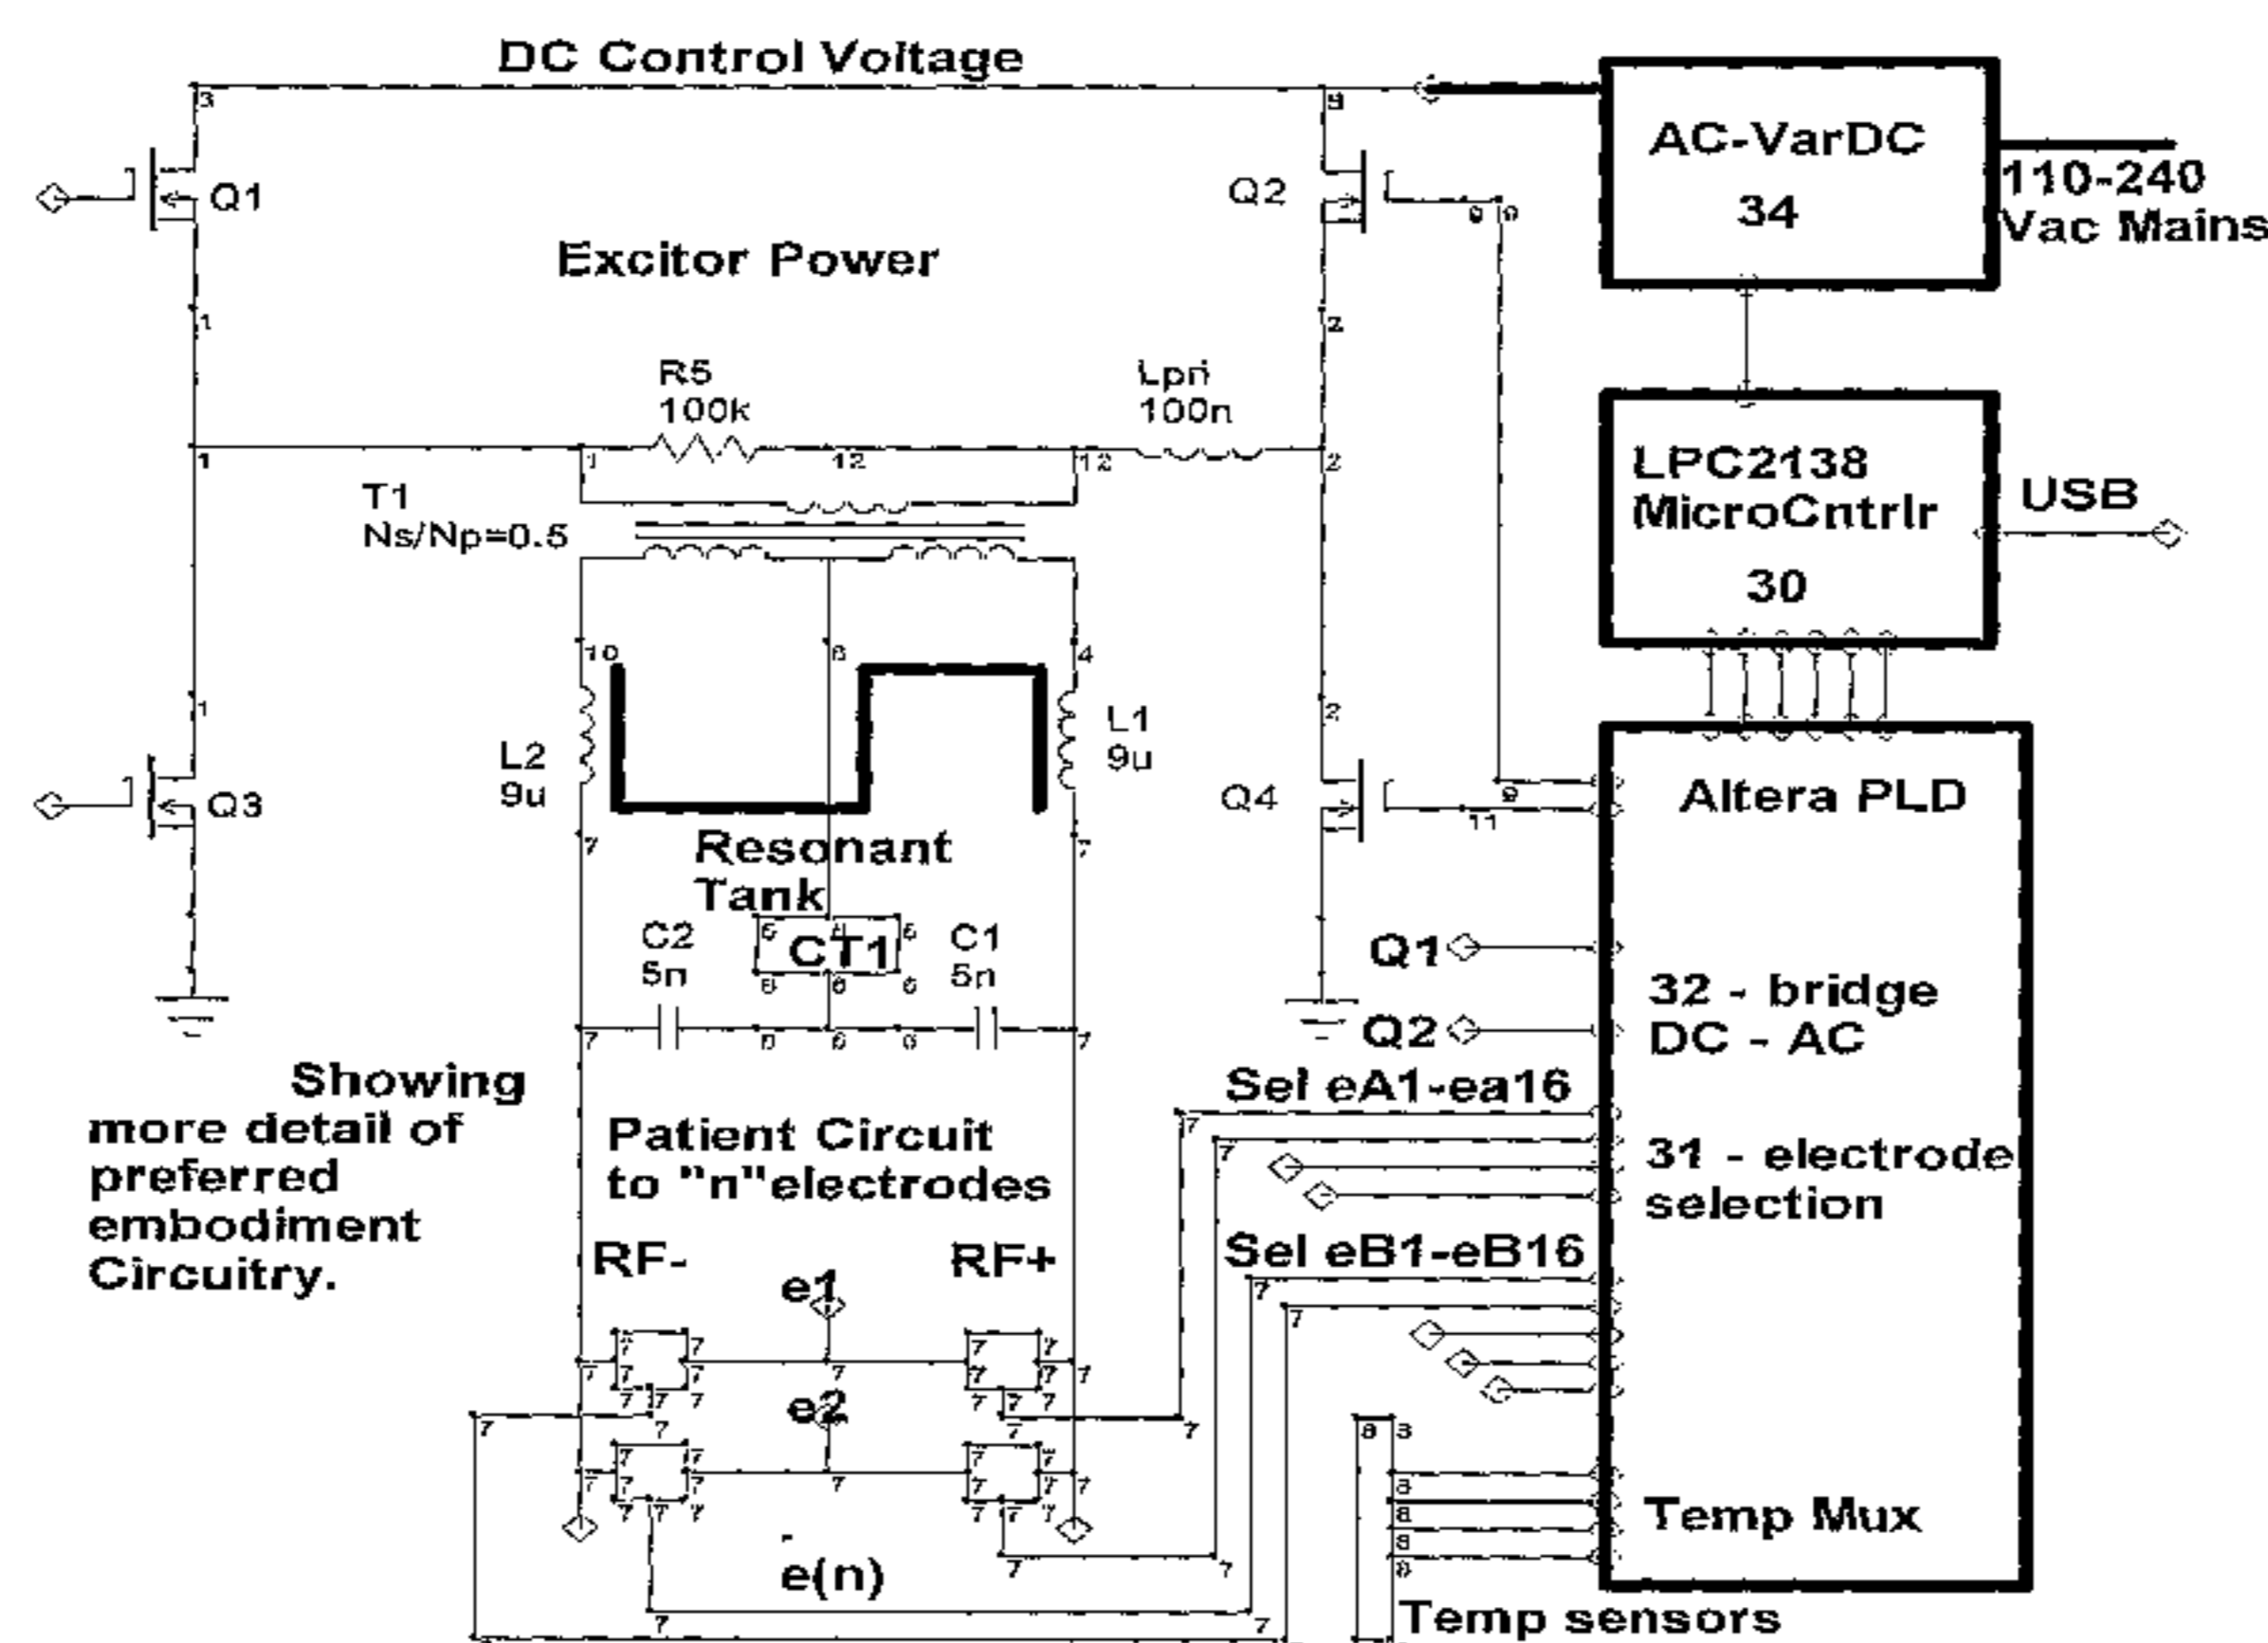 DC Control Voltage
AC-VarDC
34
110-240
Vac Mains
Q1
Q2
Excitor Power
R5
100k
Lpri
100n
T1
Ns/Np=0.5
LPC2138
MicroCntrlr
30
USB
L2
9u
L1
9u
Resonant
Tank
Q3
Q4
Altera PLD
C2
5n
CT1
C1
5n
Q1
Q2
32 - bridge
DC - AC
Showing
more detail of
preferred
embodiment
Circuitry.
Patient Circuit
to "n"electrodes
Sel eA1-ea16
31 - electrode
selection
Sel eB1-eB16
RF-
RF+
e1
e2
e(n)
Temp Mux
Temp sensors